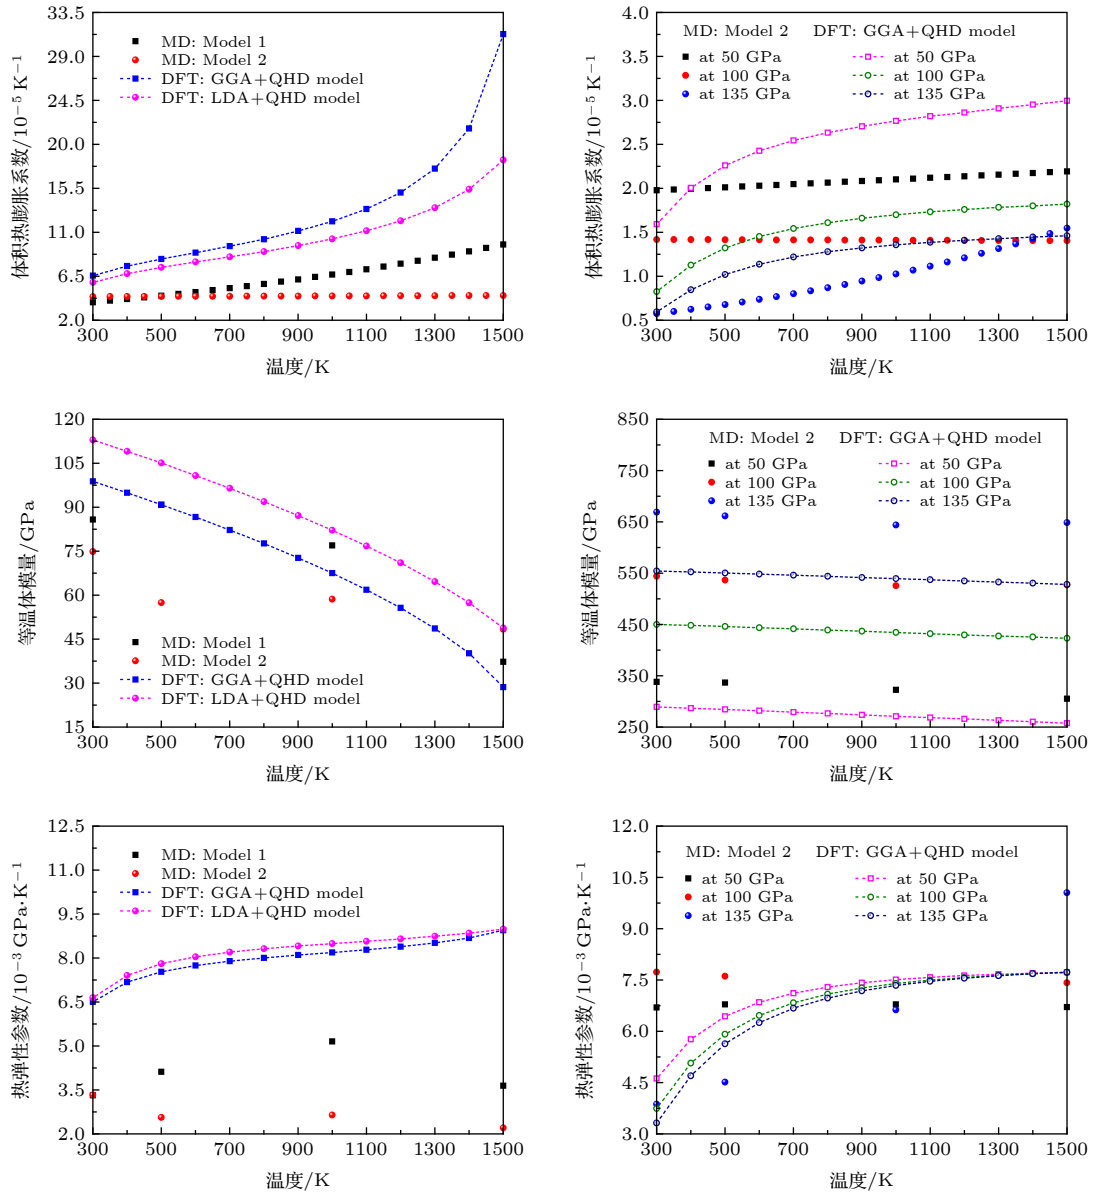 33.5
29.0
24.5
20.0
15.5
11.0
6.5
2.0
体积热膨胀系数/10⁻⁵ K⁻¹
MD: Model 1
MD: Model 2
DFT: GGA+QHD model
DFT: LDA+QHD model
300 500 700 900 1100 1300 1500
温度/K
4.0
3.5
3.0
2.5
2.0
1.5
1.0
0.5
体积热膨胀系数/10⁻⁵ K⁻¹
MD: Model 2 DFT: GGA+QHD model
at 50 GPa at 50 GPa
at 100 GPa at 100 GPa
at 135 GPa at 135 GPa
300 500 700 900 1100 1300 1500
温度/K
120
105
90
75
60
45
30
15
等温体模量/GPa
MD: Model 1
MD: Model 2
DFT: GGA+QHD model
DFT: LDA+QHD model
300 500 700 900 1100 1300 1500
温度/K
850
750
650
550
450
350
250
等温体模量/GPa
MD: Model 2 DFT: GGA+QHD model
at 50 GPa at 50 GPa
at 100 GPa at 100 GPa
at 135 GPa at 135 GPa
300 500 700 900 1100 1300 1500
温度/K
12.5
11.0
9.5
8.0
6.5
5.0
3.5
2.0
热弹性参数/10⁻³ GPa·K⁻¹
MD: Model 1
MD: Model 2
DFT: GGA+QHD model
DFT: LDA+QHD model
300 500 700 900 1100 1300 1500
温度/K
12.0
10.5
9.0
7.5
6.0
4.5
3.0
热弹性参数/10⁻³ GPa·K⁻¹
MD: Model 2 DFT: GGA+QHD model
at 50 GPa at 50 GPa
at 100 GPa at 100 GPa
at 135 GPa at 135 GPa
300 500 700 900 1100 1300 1500
温度/K